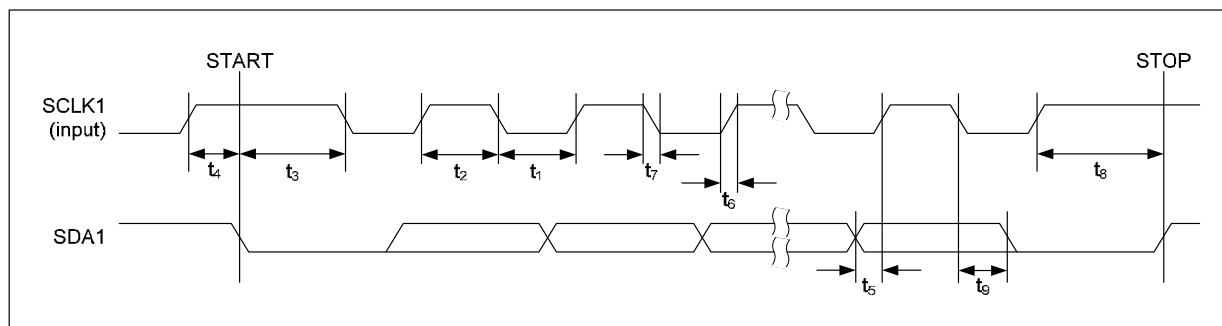 START
STOP
SCLK1
(input)
t4
t3
t2
t1
t7
t6
t8
SDA1
t5
t9